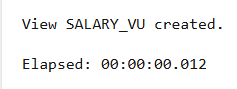 View SALARY_VU created.
Elapsed: 00:00:00.012